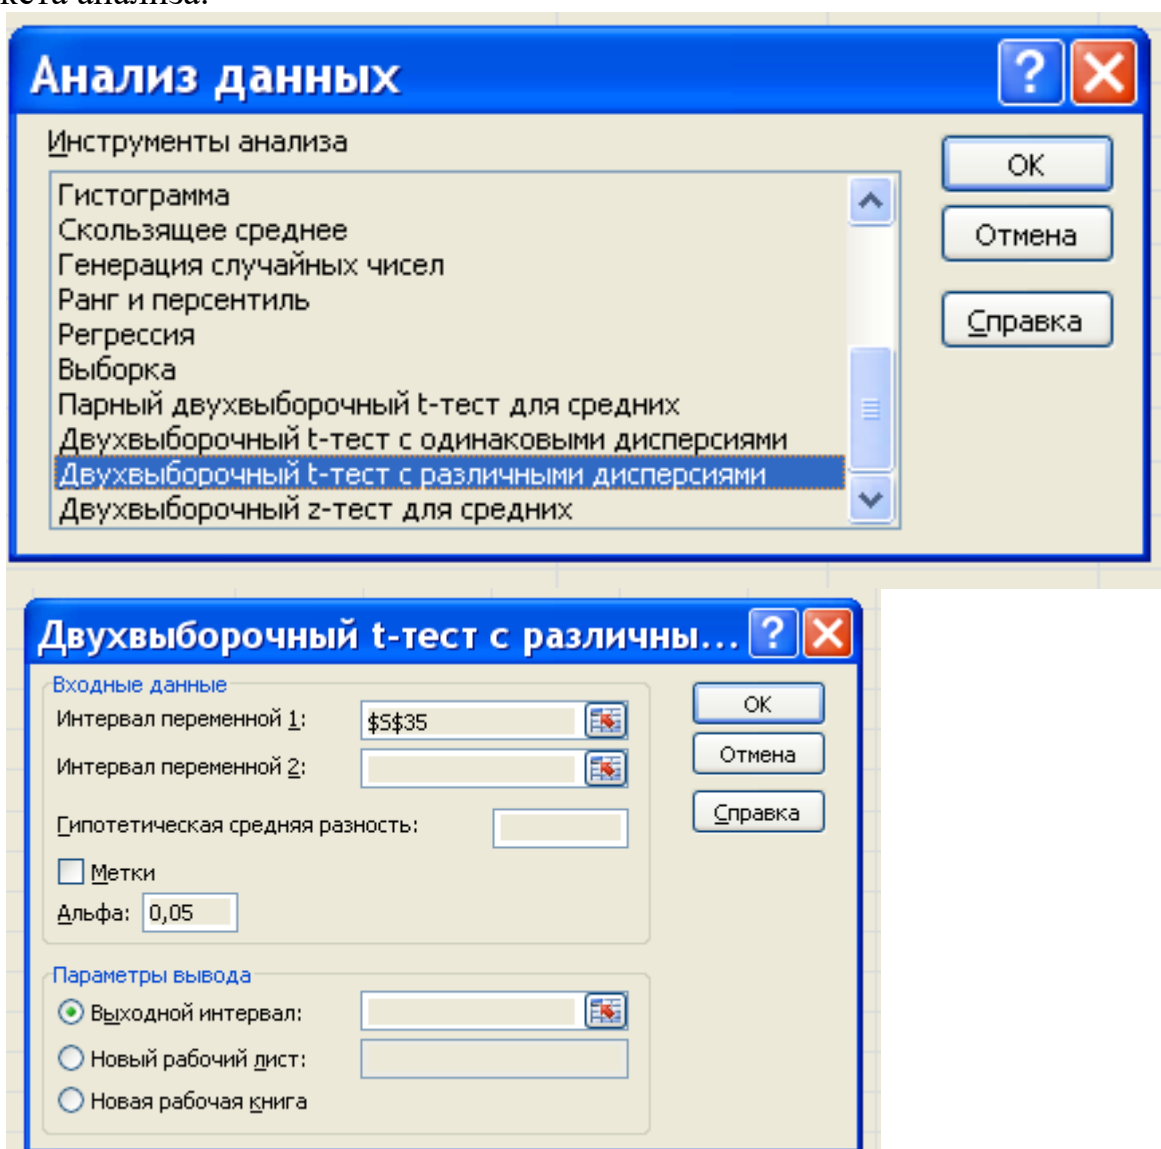 анализа.
Анализ данных
Инструменты анализа
Гистограмма
Скользящее среднее
Генерация случайных чисел
Ранг и персентиль
Регрессия
Выборка
Парный двухвыборочный t-тест для средних
Двухвыборочный t-тест с одинаковыми дисперсиями
Двухвыборочный t-тест с различными дисперсиями
Двухвыборочный z-тест для средних
ОК
Отмена
Справка
Двухвыборочный t-тест с различны...
Входные данные
Интервал переменной 1:
$S$35
Интервал переменной 2:
Гипотетическая средняя разность:
Метки
Альфа: 0,05
ОК
Отмена
Справка
Параметры вывода
Выходной интервал:
Новый рабочий лист:
Новая рабочая книга